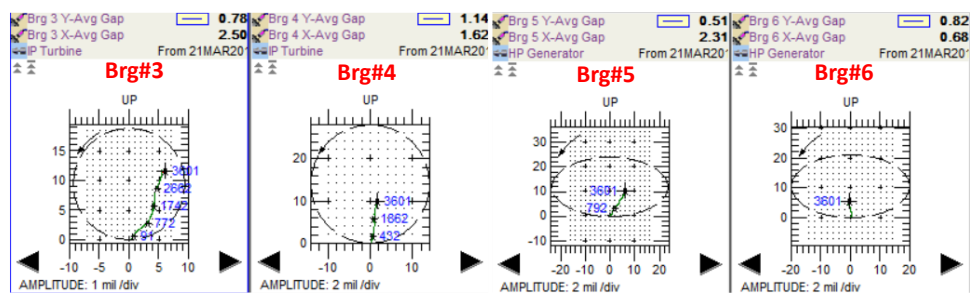 Brg 3 Y-Avg Gap 0.78
Brg 3 X-Avg Gap 2.50
IP Turbine From 21MAR201
Brg#3
UP
15
10
5
0
3601
2662
1742
772
91
-10 -5 0 5 10
AMPLITUDE: 1 mil /div
Brg 4 Y-Avg Gap 1.14
Brg 4 X-Avg Gap 1.62
IP Turbine From 21MAR201
Brg#4
UP
20
10
0
3601
1662
432
-10 0 10
AMPLITUDE: 2 mil /div
Brg 5 Y-Avg Gap 0.51
Brg 5 X-Avg Gap 2.31
HP Generator From 21MAR201
Brg#5
UP
30
20
10
0
-10
3601
792
-20 -10 0 10 20
AMPLITUDE: 2 mil /div
Brg 6 Y-Avg Gap 0.82
Brg 6 X-Avg Gap 0.68
HP Generator From 21MAR201
Brg#6
UP
30
20
10
0
3601
-20 -10 0 10 20
AMPLITUDE: 2 mil /div